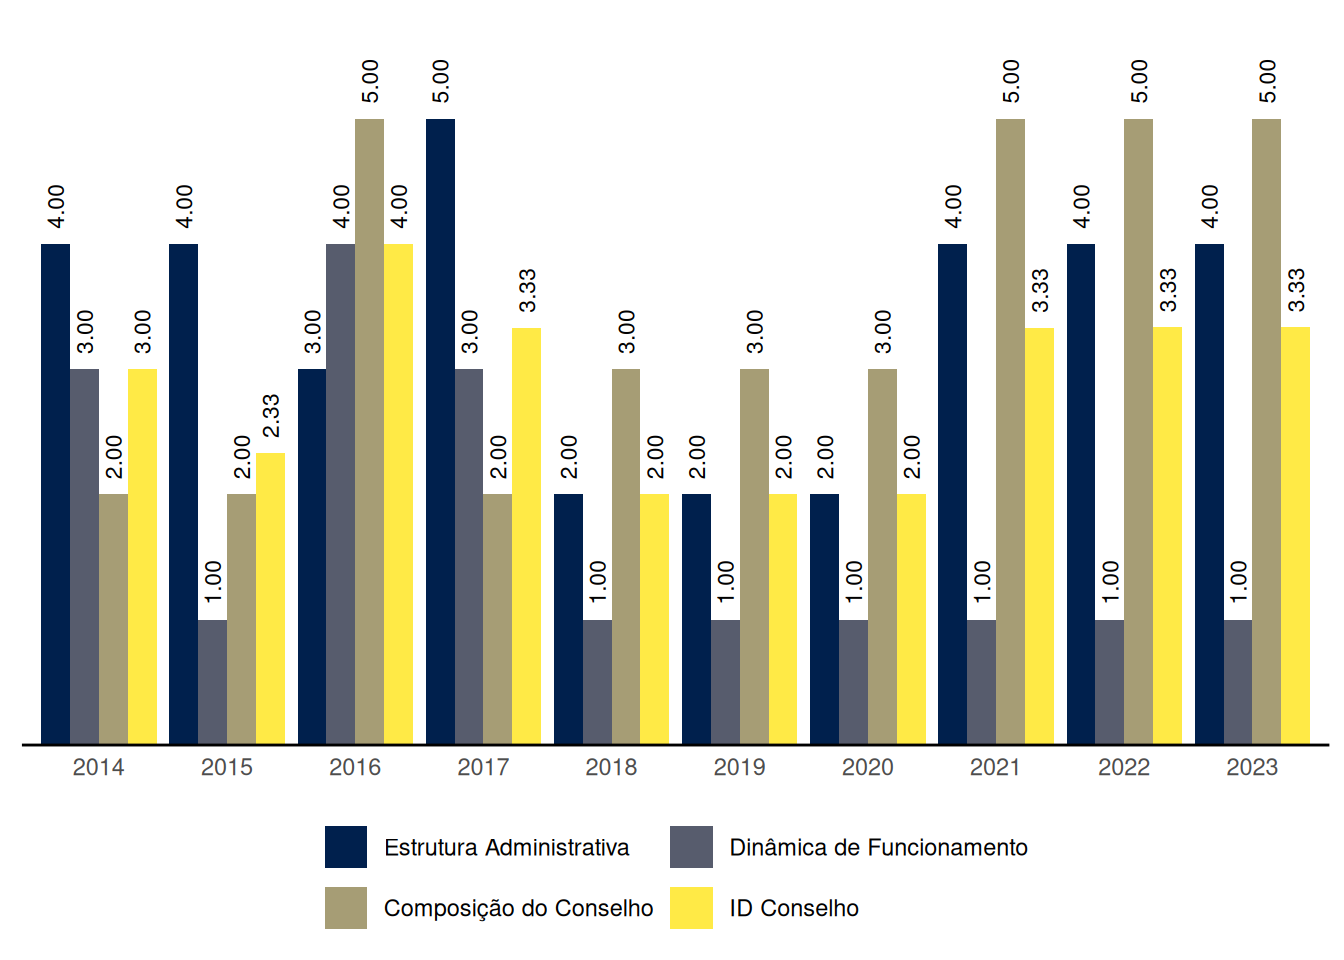 4.00 3.00 2.00 3.00
4.00 1.00 2.00 2.33
3.00 4.00 5.00 4.00
5.00 3.00 2.00 3.33
2.00 1.00 3.00 2.00
2.00 1.00 3.00 2.00
2.00 1.00 3.00 2.00
4.00 1.00 5.00 3.33
4.00 1.00 5.00 3.33
4.00 1.00 5.00 3.33
2014 2015 2016 2017 2018 2019 2020 2021 2022 2023
Estrutura Administrativa Dinâmica de Funcionamento
Composição do Conselho ID Conselho